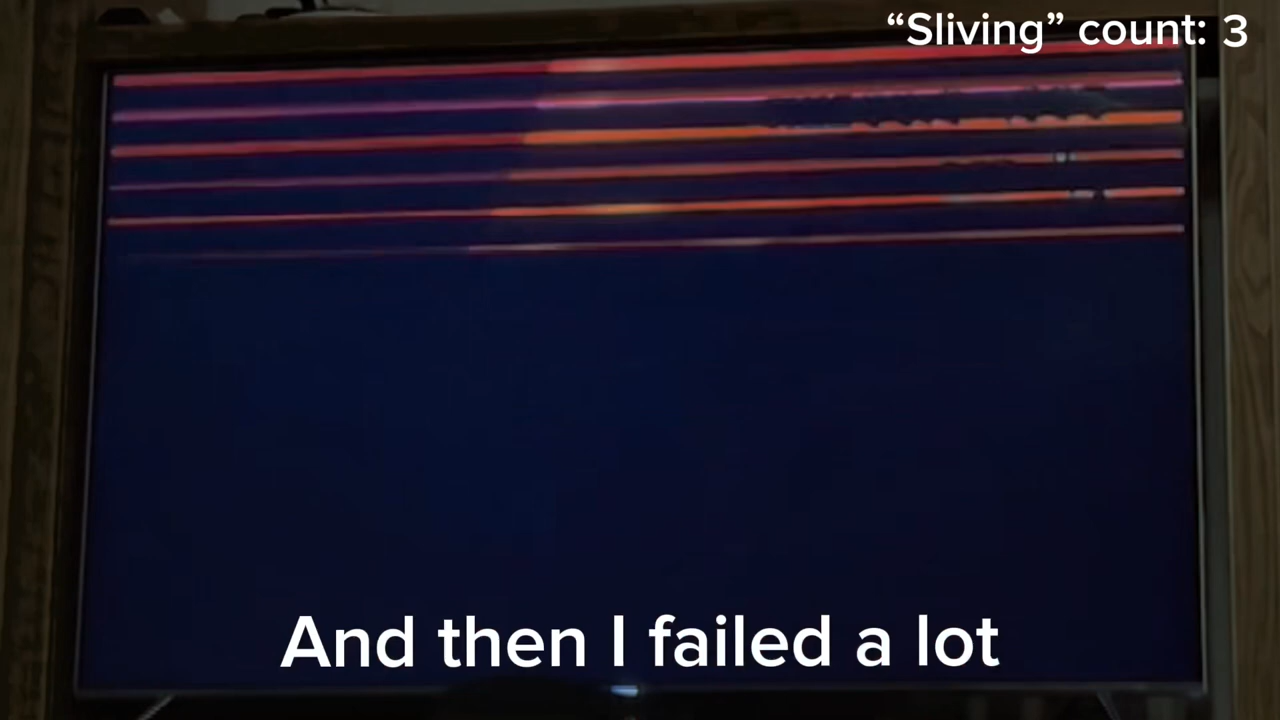 “Sliving” count: 3
And then I failed a lot